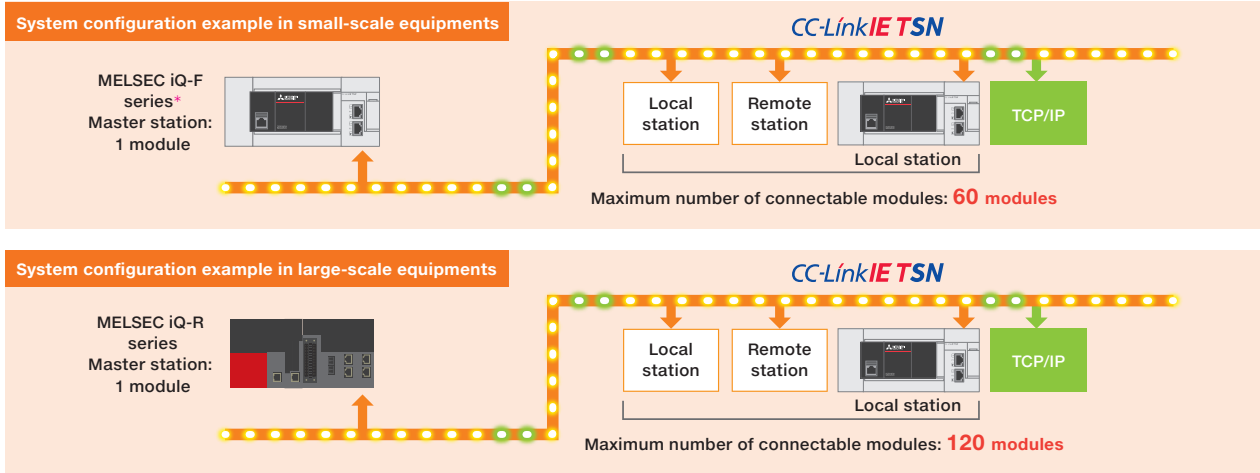 System configuration example in small-scale equipments
CC-Link IE TSN
MELSEC iQ-F
series*
Master station:
1 module
Local
station
Remote
station
TCP/IP
Local station
Maximum number of connectable modules: 60 modules
System configuration example in large-scale equipments
CC-Link IE TSN
MELSEC iQ-R
series
Master station:
1 module
Local
station
Remote
station
TCP/IP
Local station
Maximum number of connectable modules: 120 modules